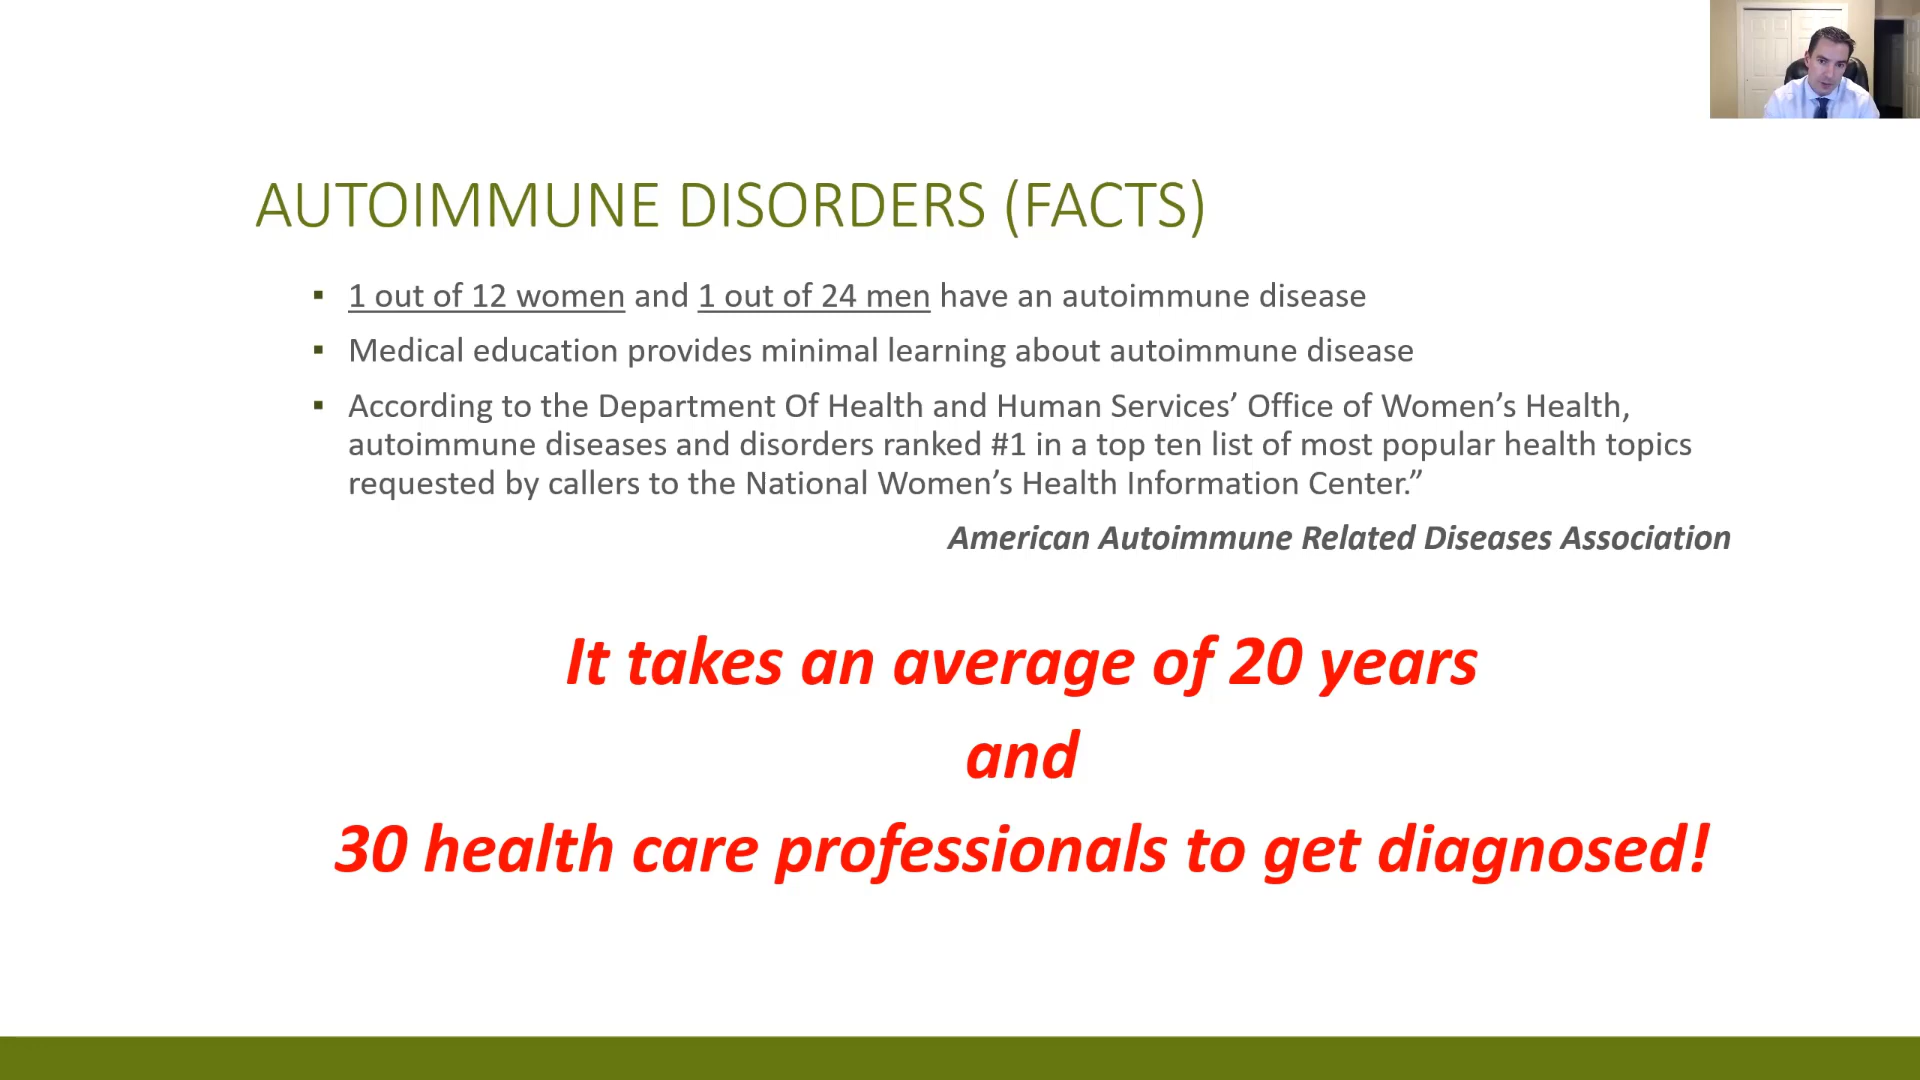 AUTOIMMUNE DISORDERS (FACTS)
▪ 1 out of 12 women and 1 out of 24 men have an autoimmune disease
▪ Medical education provides minimal learning about autoimmune disease
▪ According to the Department Of Health and Human Services’ Office of Women’s Health,
autoimmune diseases and disorders ranked #1 in a top ten list of most popular health topics
requested by callers to the National Women’s Health Information Center.”
American Autoimmune Related Diseases Association
It takes an average of 20 years
and
30 health care professionals to get diagnosed!